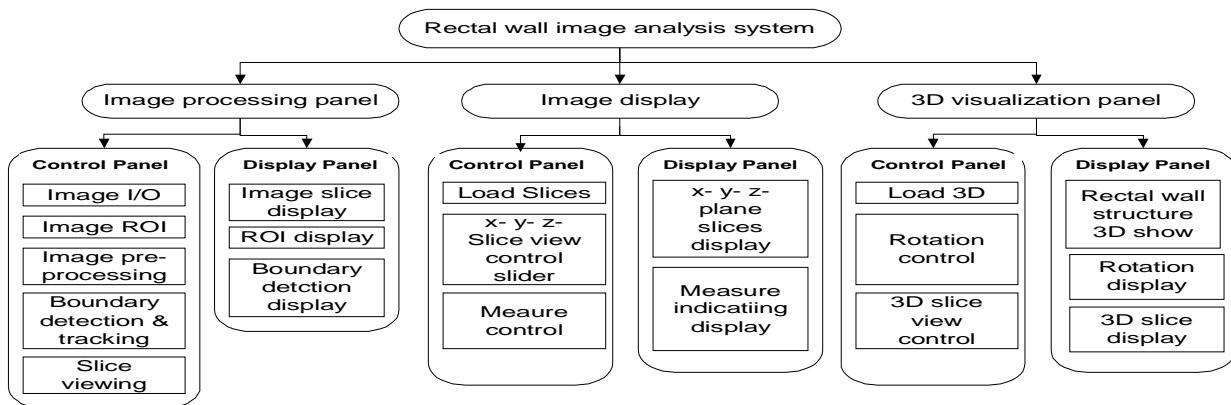 Rectal wall image analysis system
Image processing panel
Image display
3D visualization panel
Control Panel
Image I/O
Image ROI
Image pre-
processing
Boundary
detection &
tracking
Slice
viewing
Display Panel
Image slice
display
ROI display
Boundary
detction
display
Control Panel
Load Slices
x- y- z-
Slice view
control
slider
Meaure
control
Display Panel
x- y- z-
plane
slices
display
Measure
indicatiing
display
Control Panel
Load 3D
Rotation
control
3D slice
view
control
Display Panel
Rectal wall
structure
3D show
Rotation
display
3D slice
display